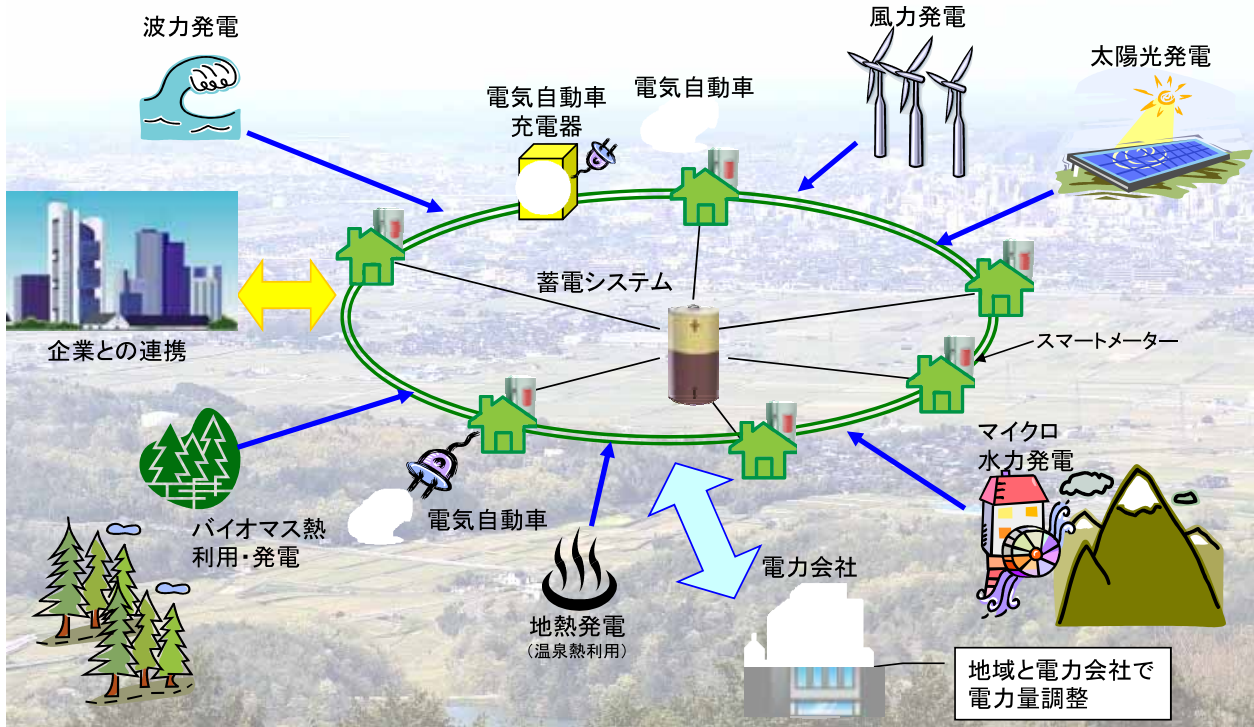 波力発電
風力発電
太陽光発電
電気自動車
充電器
電気自動車
蓄電システム
企業との連携
スマートメーター
マイクロ
水力発電
バイオマス熱
利用・発電
電気自動車
地熱発電
(温泉熱利用)
電力会社
地域と電力会社で
電力量調整